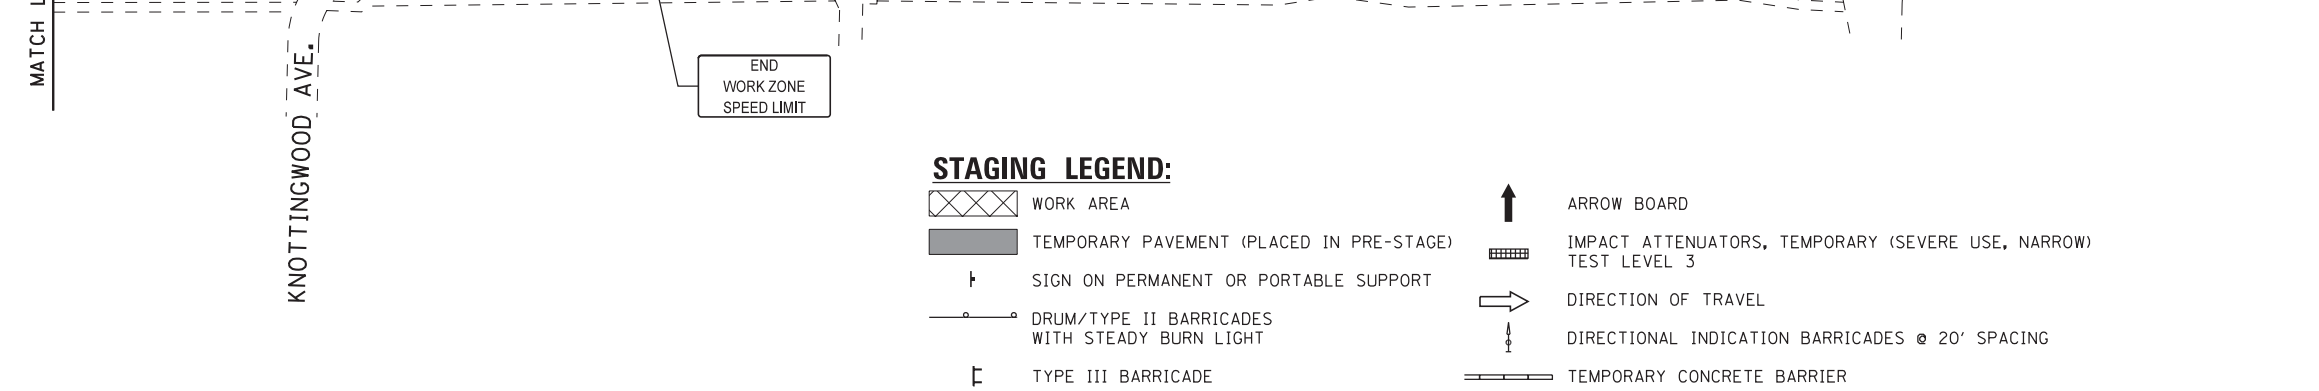 MATCH L
KNOTTINGWOOD AVE.
END
WORK ZONE
SPEED LIMIT
STAGING LEGEND:
WORK AREA
TEMPORARY PAVEMENT (PLACED IN PRE-STAGE)
SIGN ON PERMANENT OR PORTABLE SUPPORT
DRUM/TYPE II BARRICADES
WITH STEADY BURN LIGHT
TYPE III BARRICADE
ARROW BOARD
IMPACT ATTENUATORS, TEMPORARY (SEVERE USE, NARROW)
TEST LEVEL 3
DIRECTION OF TRAVEL
DIRECTIONAL INDICATION BARRICADES @ 20' SPACING
TEMPORARY CONCRETE BARRIER